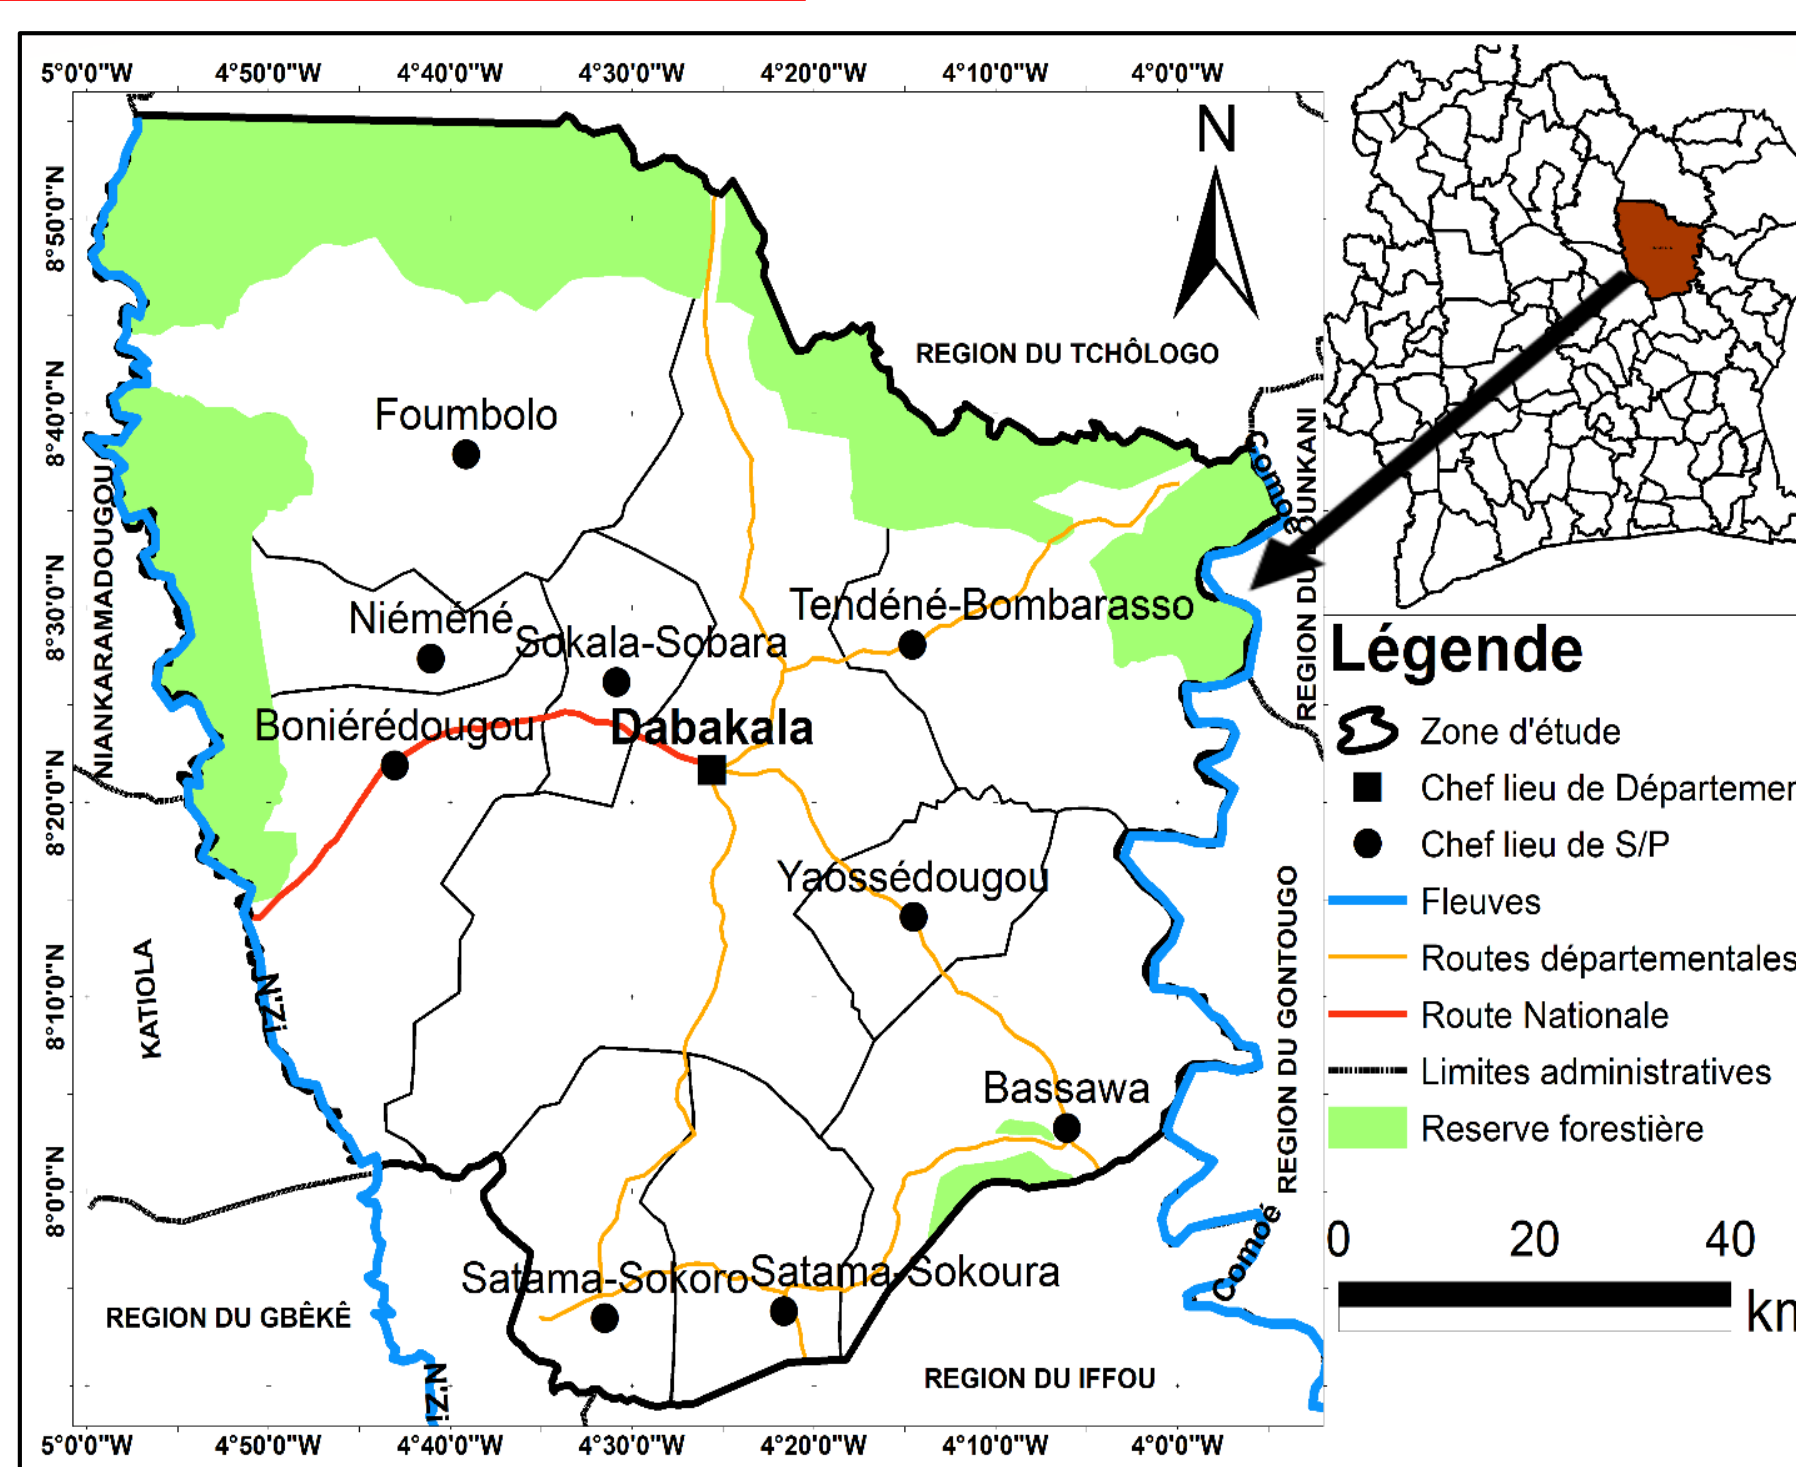 5°0'0"W 4°50'0"W 4°40'0"W 4°30'0"W 4°20'0"W 4°10'0"W 4°0'0"W
N
8°50'0"N
8°40'0"N
8°30'0"N
8°20'0"N
8°10'0"N
8°0'0"N
REGION DU TCHÔLOGO
Foumbolo
Comoé
NIANKARAMADOUGOU
Niéméné
Sokala-Sobara
Tendéné-Bombarasso
Boniérédougou
Dabakala
Yaossédougou
KATIOLA
N'Zi
REGION DU GONTOUGO
Bassawa
Comoé
Satama-Sokoro
Satama-Sokoura
REGION DU GBÊKÊ
N'Zi
REGION DU IFFOU
5°0'0"W 4°50'0"W 4°40'0"W 4°30'0"W 4°20'0"W 4°10'0"W 4°0'0"W
Légende
Zone d'étude
Chef lieu de Départemen
Chef lieu de S/P
Fleuves
Routes départementales
Route Nationale
Limites administratives
Reserve forestière
0 20 40
km